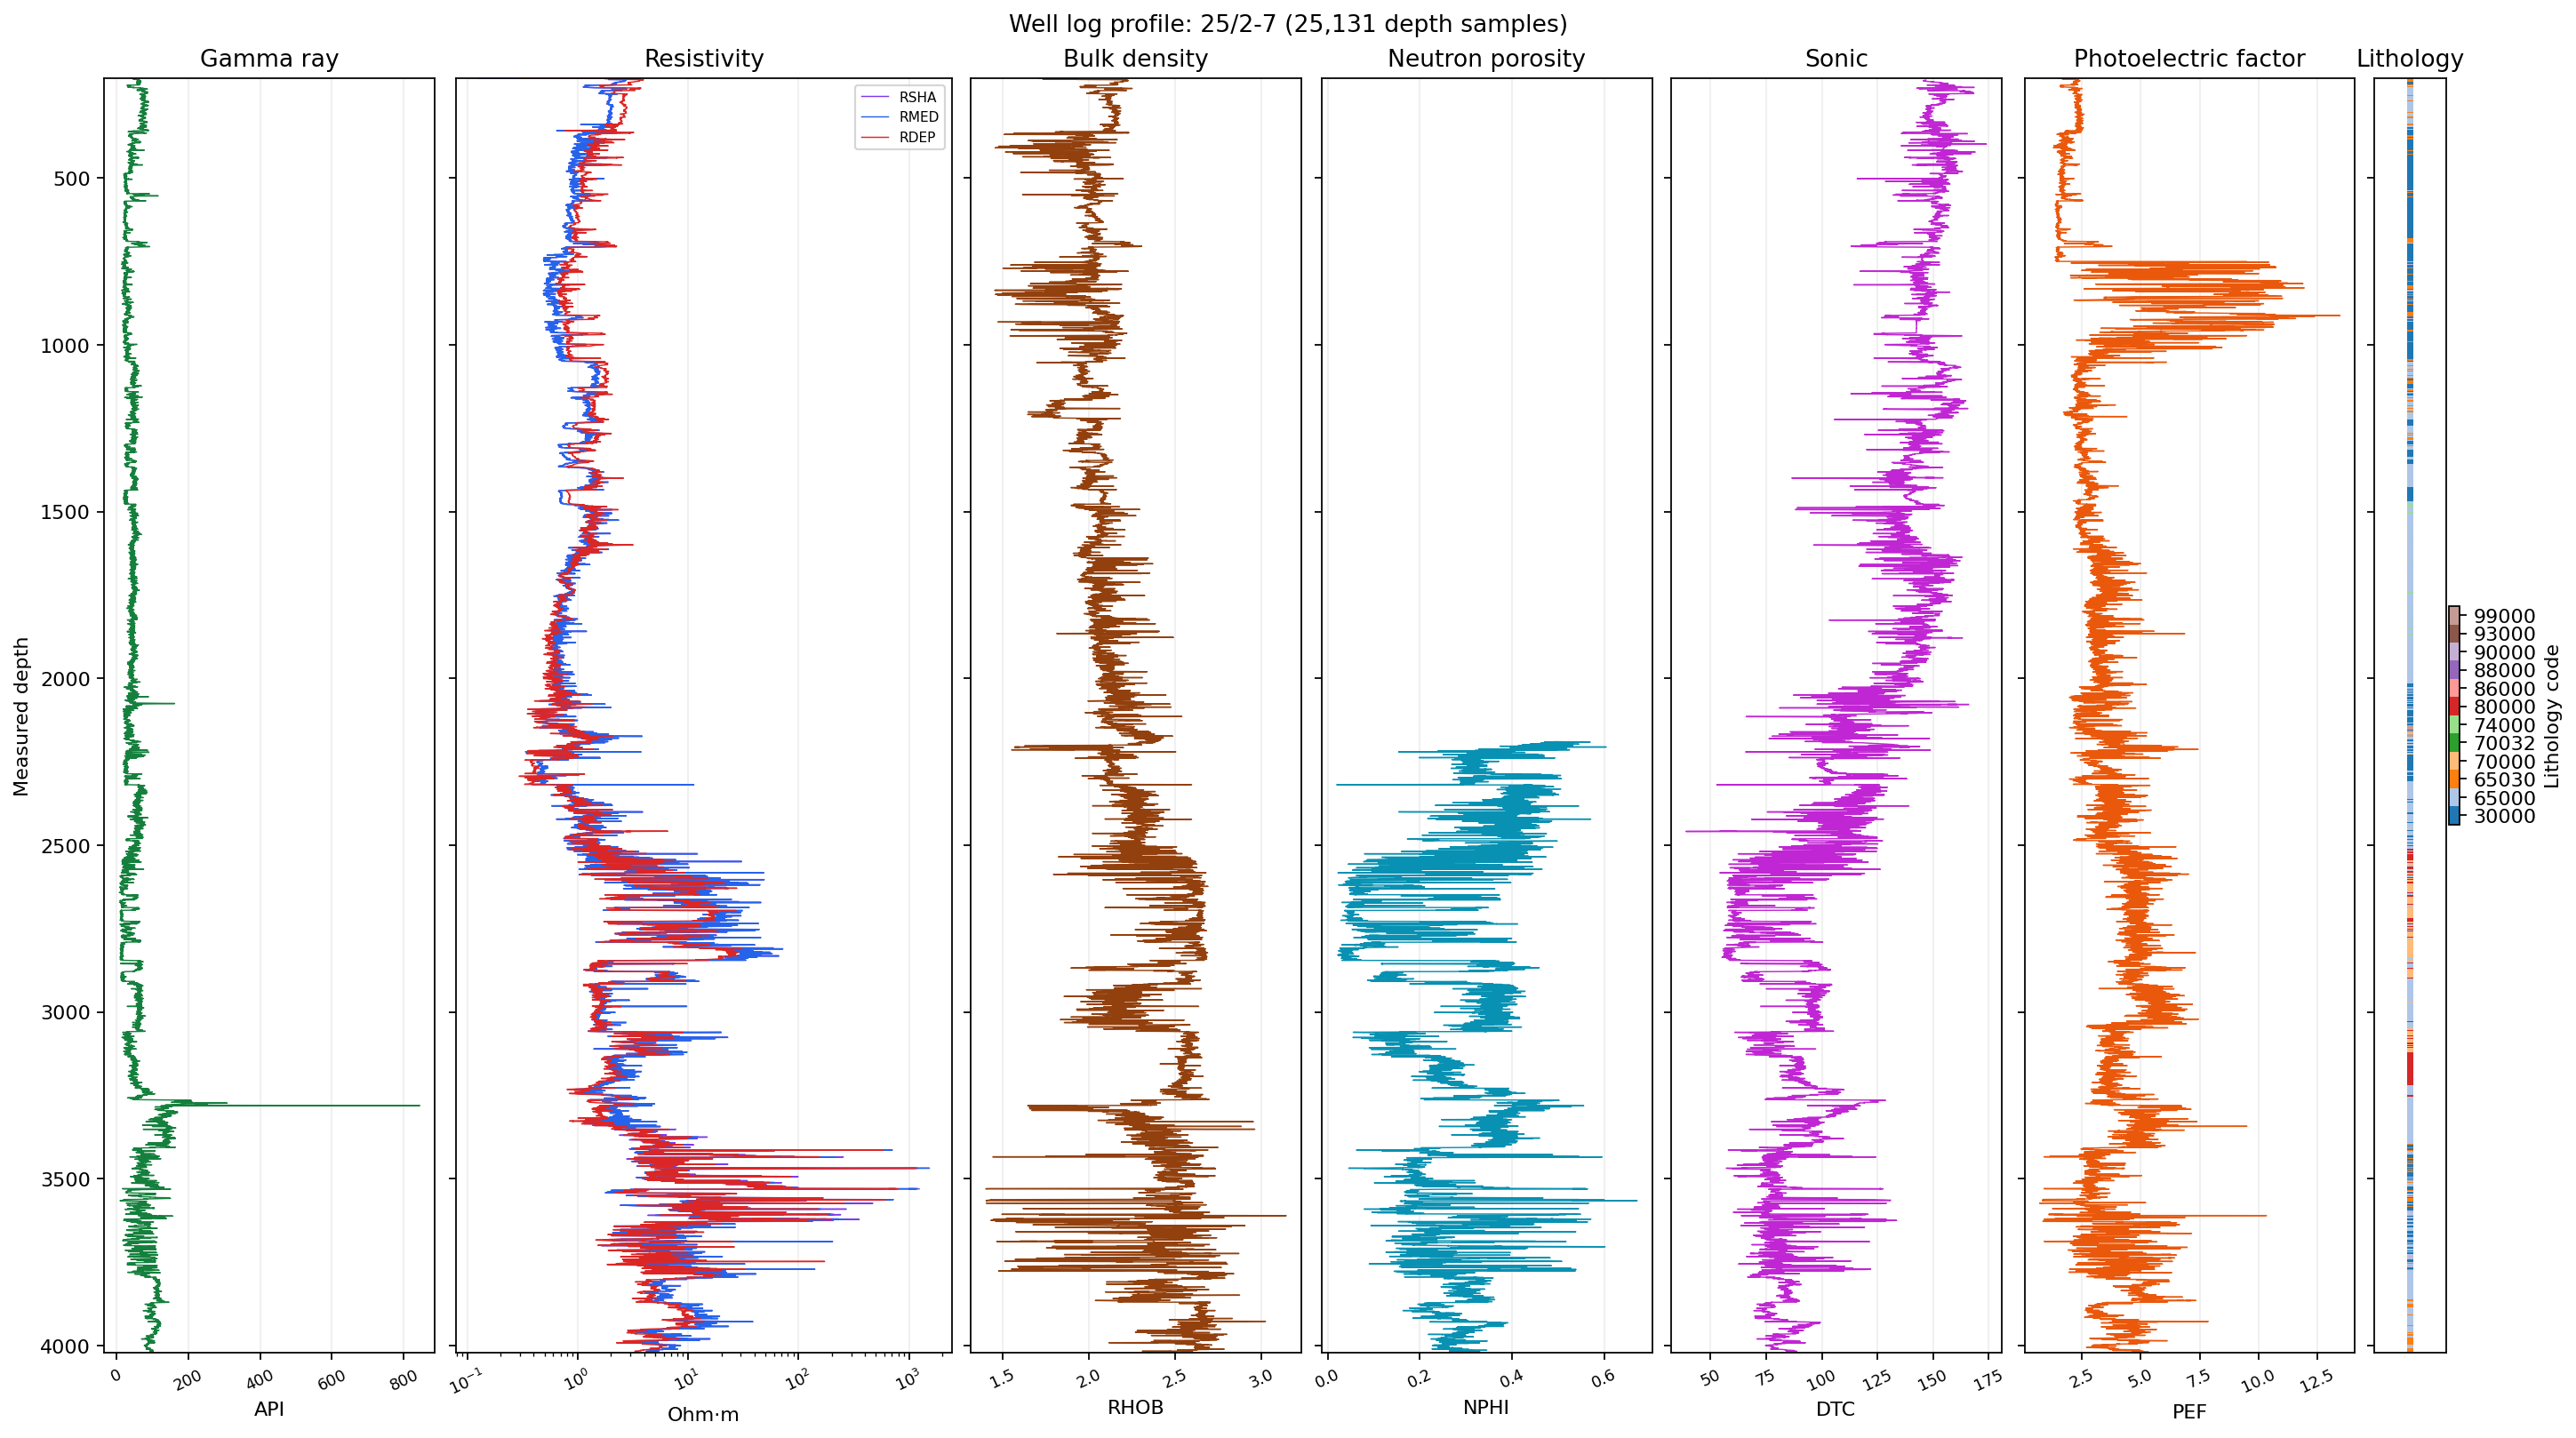 Well log profile: 25/2-7 (25,131 depth samples)
Gamma ray
Resistivity
Bulk density
Neutron porosity
Sonic
Photoelectric factor
Lithology
RSHA
RMED
RDEP
Measured depth
500
1000
1500
2000
2500
3000
3500
4000
0 200 400 600 800
API
10⁻¹ 10⁰ 10¹ 10² 10³
Ohm·m
1.5 2.0 2.5 3.0
RHOB
0.0 0.2 0.4 0.6
NPHI
50 75 100 125 150 175
DTC
2.5 5.0 7.5 10.0 12.5
PEF
99000
93000
90000
88000
86000
80000
74000
70032
70000
65030
65000
30000
Lithology code